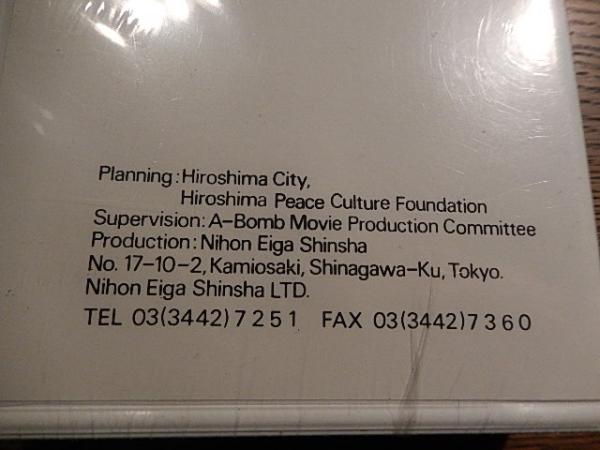 Planning:Hiroshima City,
Hiroshima Peace Culture Foundation
Supervision:A-Bomb Movie Production Committee
Production:Nihon Eiga Shinsha
No. 17-10-2, Kamiosaki, Shinagawa-Ku, Tokyo.
Nihon Eiga Shinsha LTD.
TEL 03(3442)7251 FAX 03(3442)7360